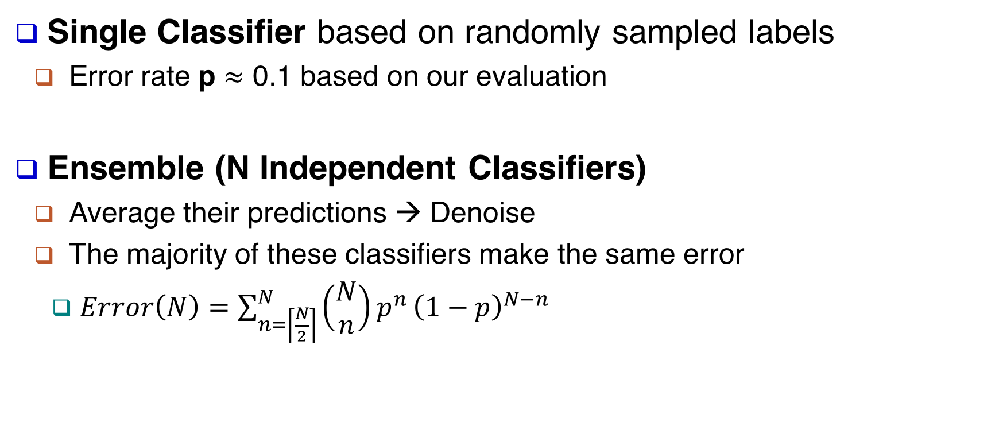 ❑ Single Classifier based on randomly sampled labels
❑ Error rate p ≈ 0.1 based on our evaluation
❑ Ensemble (N Independent Classifiers)
❑ Average their predictions → Denoise
❑ The majority of these classifiers make the same error
❑ $Error(N) = \sum_{n=\left\lceil \frac{N}{2} \right\rceil}^{N} \binom{N}{n} p^n (1-p)^{N-n}$